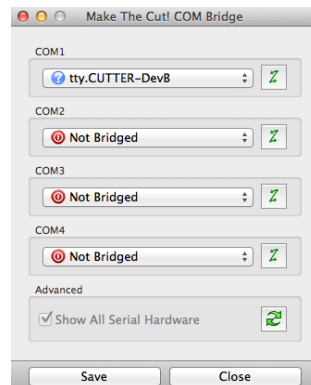 Make The Cut! COM Bridge
COM1
tty.CUTTER-DevB
COM2
Not Bridged
COM3
Not Bridged
COM4
Not Bridged
Advanced
Show All Serial Hardware
Save Close